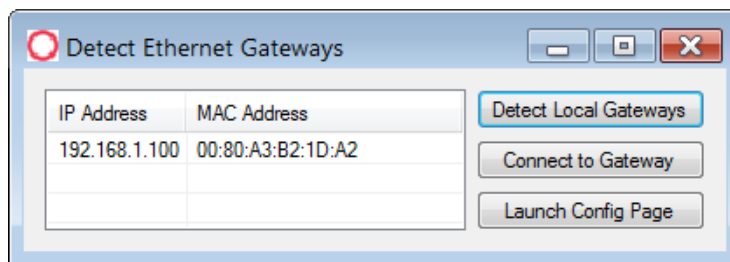 Detect Ethernet Gateways
IP Address MAC Address
192.168.1.100 00:80:A3:B2:1D:A2
Detect Local Gateways
Connect to Gateway
Launch Config Page